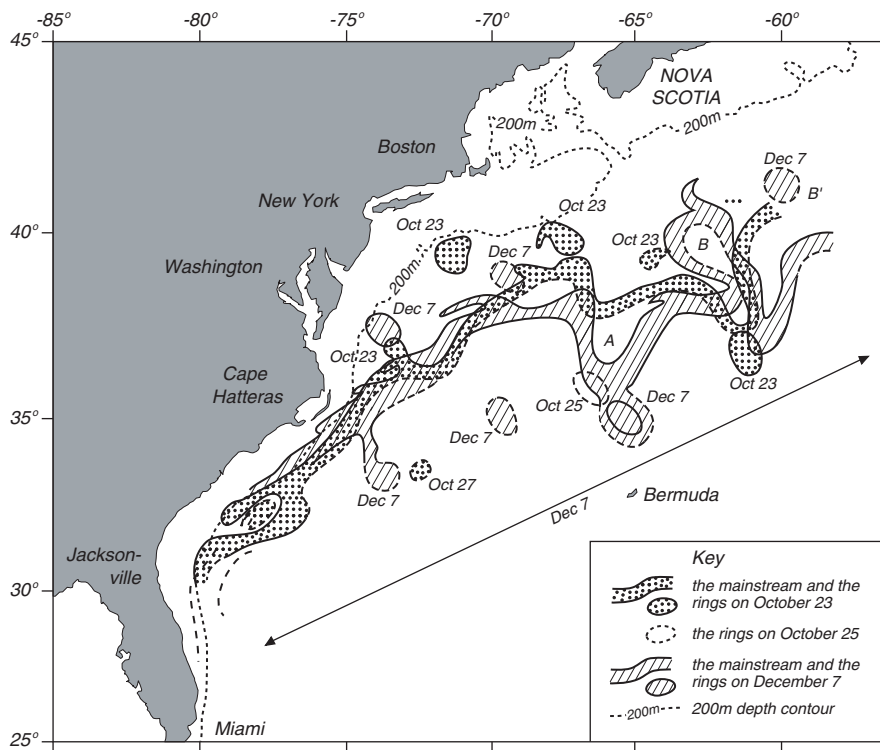 -85° -80° -75° -70° -65° -60°
45°
NOVA
SCOTIA
200m
200m
Boston
Dec 7
B'
New York
Oct 23
Oct 23
40°
Oct 23
B
Dec 7
Washington
200m
Dec 7
A
Oct 23
Cape
Hatteras
Oct 23
Oct 25
Dec 7
35°
Dec 7
Oct 27
Dec 7
Bermuda
Dec 7
Jackson-
ville
30°
Key
the mainstream and the
rings on October 23
the rings on October 25
the mainstream and the
rings on December 7
200m 200m depth contour
Miami
25°